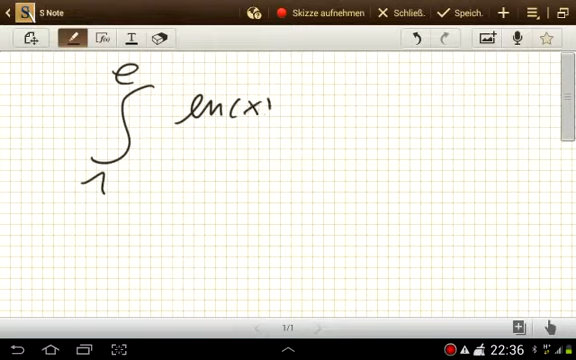 S Note
Skizze aufnehmen
Schließ.
Speich.
f(x)
T
e
∫ ln(x)
1
1/1
22:36